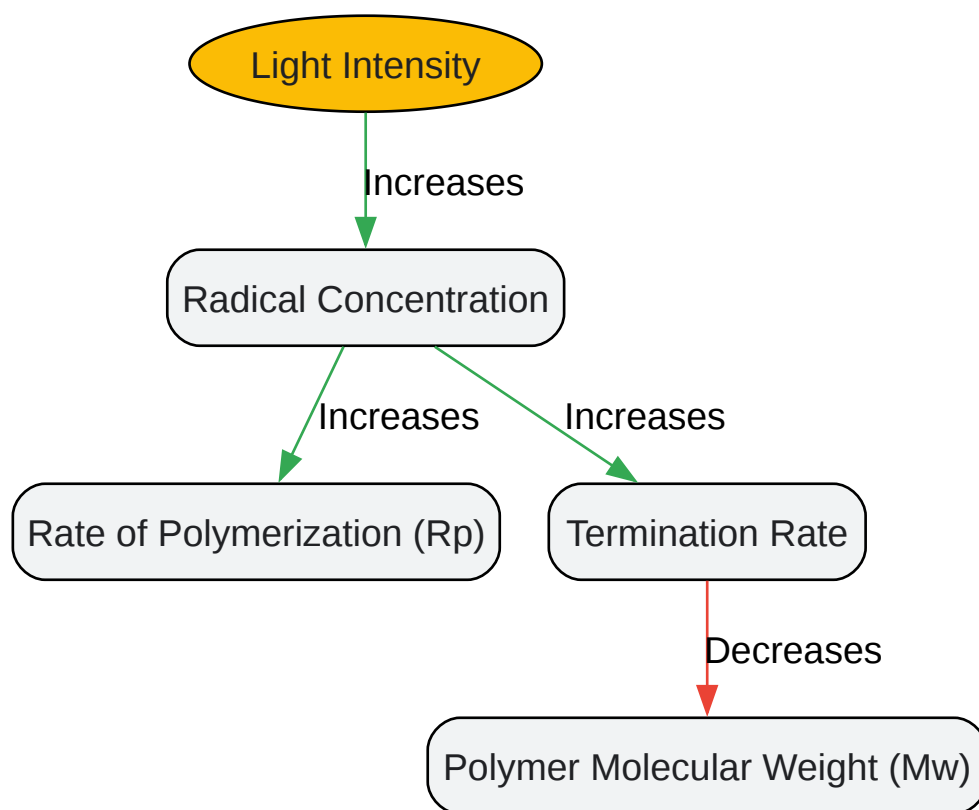 Light Intensity
Increases
Radical Concentration
Increases
Increases
Rate of Polymerization (Rp)
Termination Rate
Decreases
Polymer Molecular Weight (Mw)